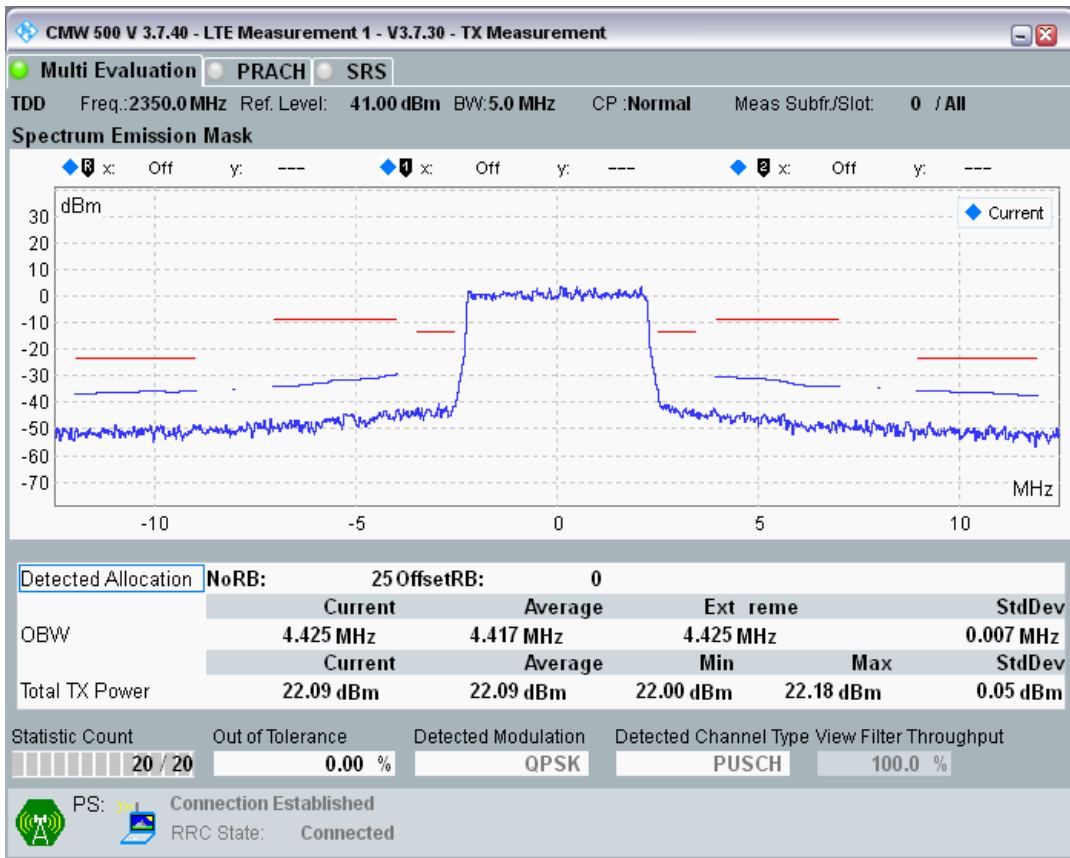 CMW 500 V 3.7.40 - LTE Measurement 1 - V3.7.30 - TX Measurement
Multi Evaluation PRACH SRS
TDD Freq.:2350.0 MHz Ref. Level: 41.00 dBm BW:5.0 MHz CP :Normal Meas Subfr./Slot: 0 / All
Spectrum Emission Mask
R x: Off y: --- 1 x: Off y: --- 2 x: Off y: ---
dBm
Current
30
20
10
0
-10
-20
-30
-40
-50
-60
-70
MHz
-10 -5 0 5 10
Detected Allocation NoRB: 25 OffsetRB: 0
Current Average Ext reme StdDev
OBW 4.425 MHz 4.417 MHz 4.425 MHz 0.007 MHz
Current Average Min Max StdDev
Total TX Power 22.09 dBm 22.09 dBm 22.00 dBm 22.18 dBm 0.05 dBm
Statistic Count Out of Tolerance Detected Modulation Detected Channel Type View Filter Throughput
20 / 20 0.00 % QPSK PUSCH 100.0 %
PS: Connection Established
RRC State: Connected